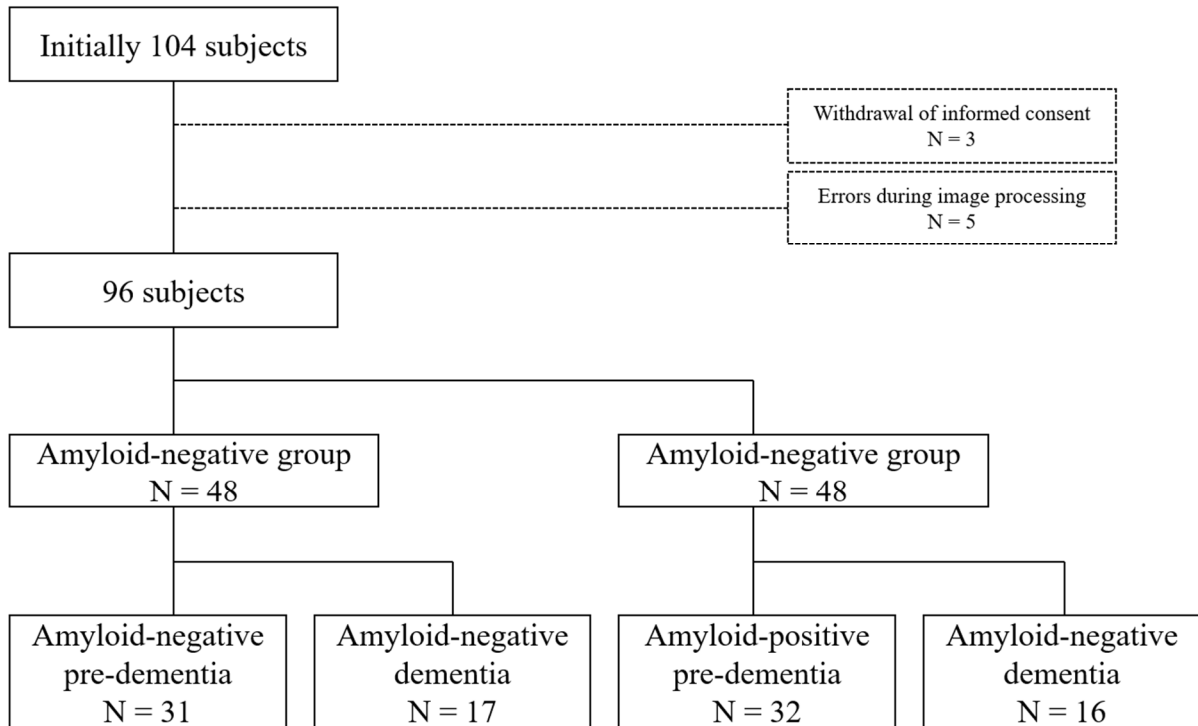 Initially 104 subjects
Withdrawal of informed consent
N = 3
Errors during image processing
N = 5
96 subjects
Amyloid-negative group
N = 48
Amyloid-negative group
N = 48
Amyloid-negative
pre-dementia
N = 31
Amyloid-negative
dementia
N = 17
Amyloid-positive
pre-dementia
N = 32
Amyloid-negative
dementia
N = 16